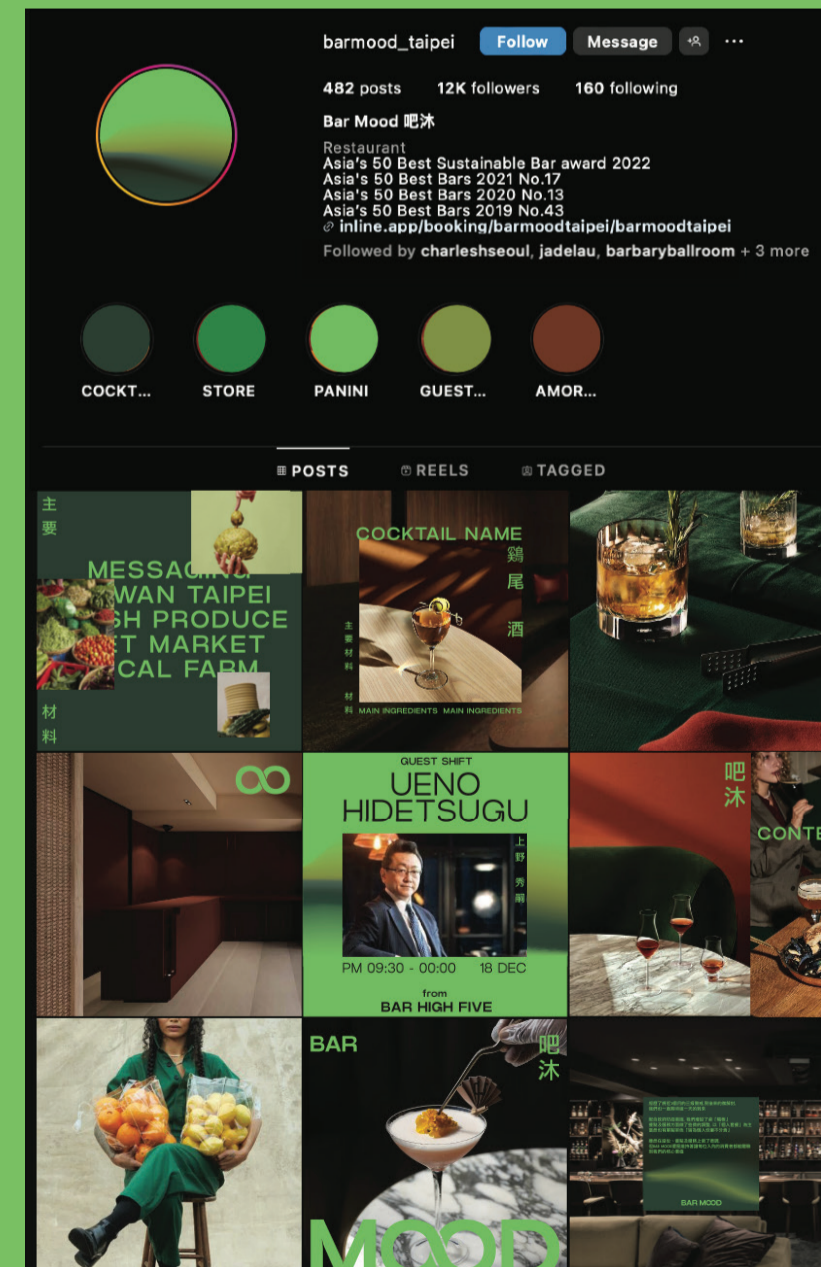 barmood_taipei Follow Message ...
482 posts 12K followers 160 following
Bar Mood 吧沐
Restaurant
Asia's 50 Best Sustainable Bar award 2022
Asia's 50 Best Bars 2021 No.17
Asia's 50 Best Bars 2020 No.13
Asia's 50 Best Bars 2019 No.43
inline.app/booking/barmoodtaipei/barmoodtaipei
Followed by charleshseoul, jadelau, barbaryballroom + 3 more
COCKT... STORE PANINI GUEST... AMOR...
POSTS REELS TAGGED
主要
MESSAGING
WAN TAIPEI
SH PRODUCE
ET MARKET
CAL FARM
材料
COCKTAIL NAME
鷄尾酒
主要材料 材料
MAIN INGREDIENTS MAIN INGREDIENTS
GUEST SHIFT
UENO
HIDETSUGU
上野 秀嗣
PM 09:30 - 00:00 18 DEC
from
BAR HIGH FIVE
吧沐
CONTE
BAR
吧沐
MOOD
BAR MOOD